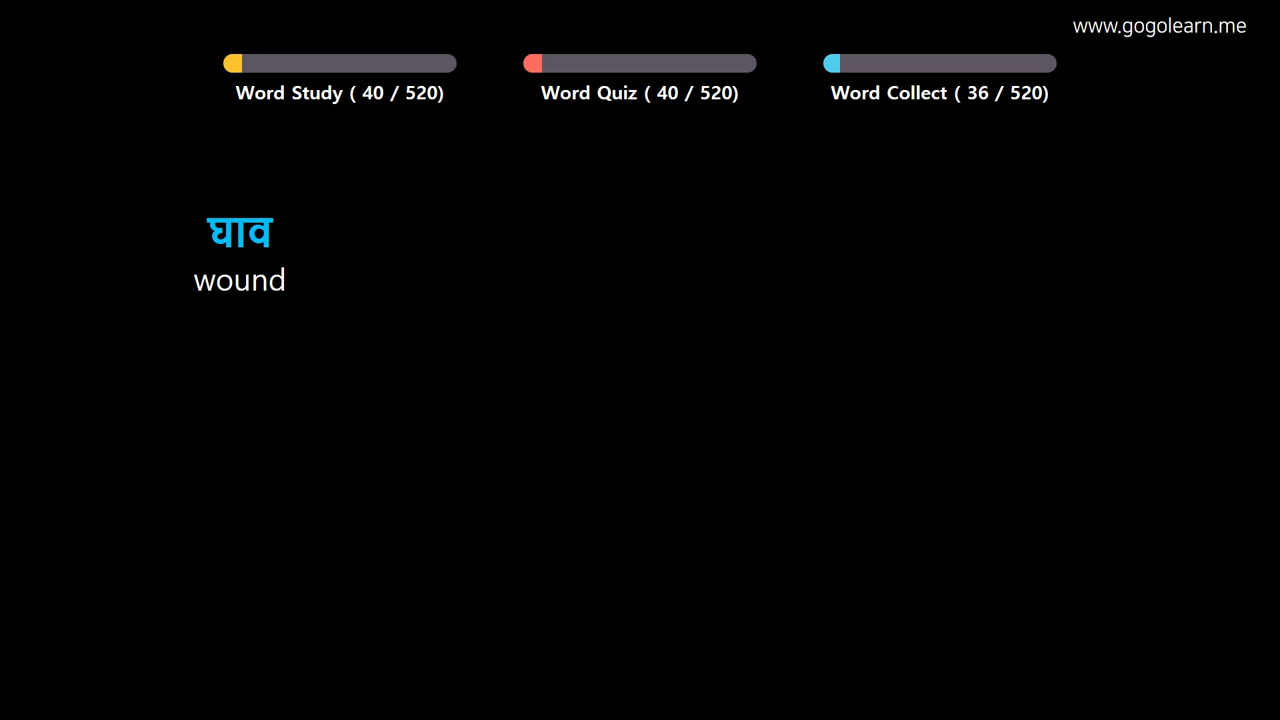 www.gogolearn.me
Word Study ( 40 / 520)
Word Quiz ( 40 / 520)
Word Collect ( 36 / 520)
घाव
wound